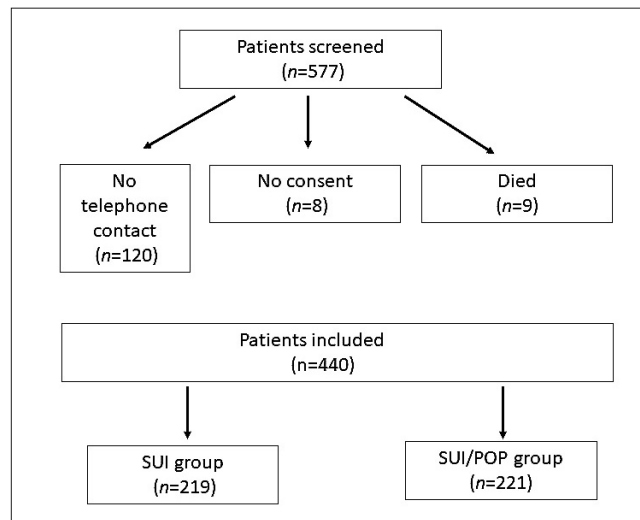 Patients screened
(n=577)
No
telephone
contact
(n=120)
No consent
(n=8)
Died
(n=9)
Patients included
(n=440)
SUI group
(n=219)
SUI/POP group
(n=221)